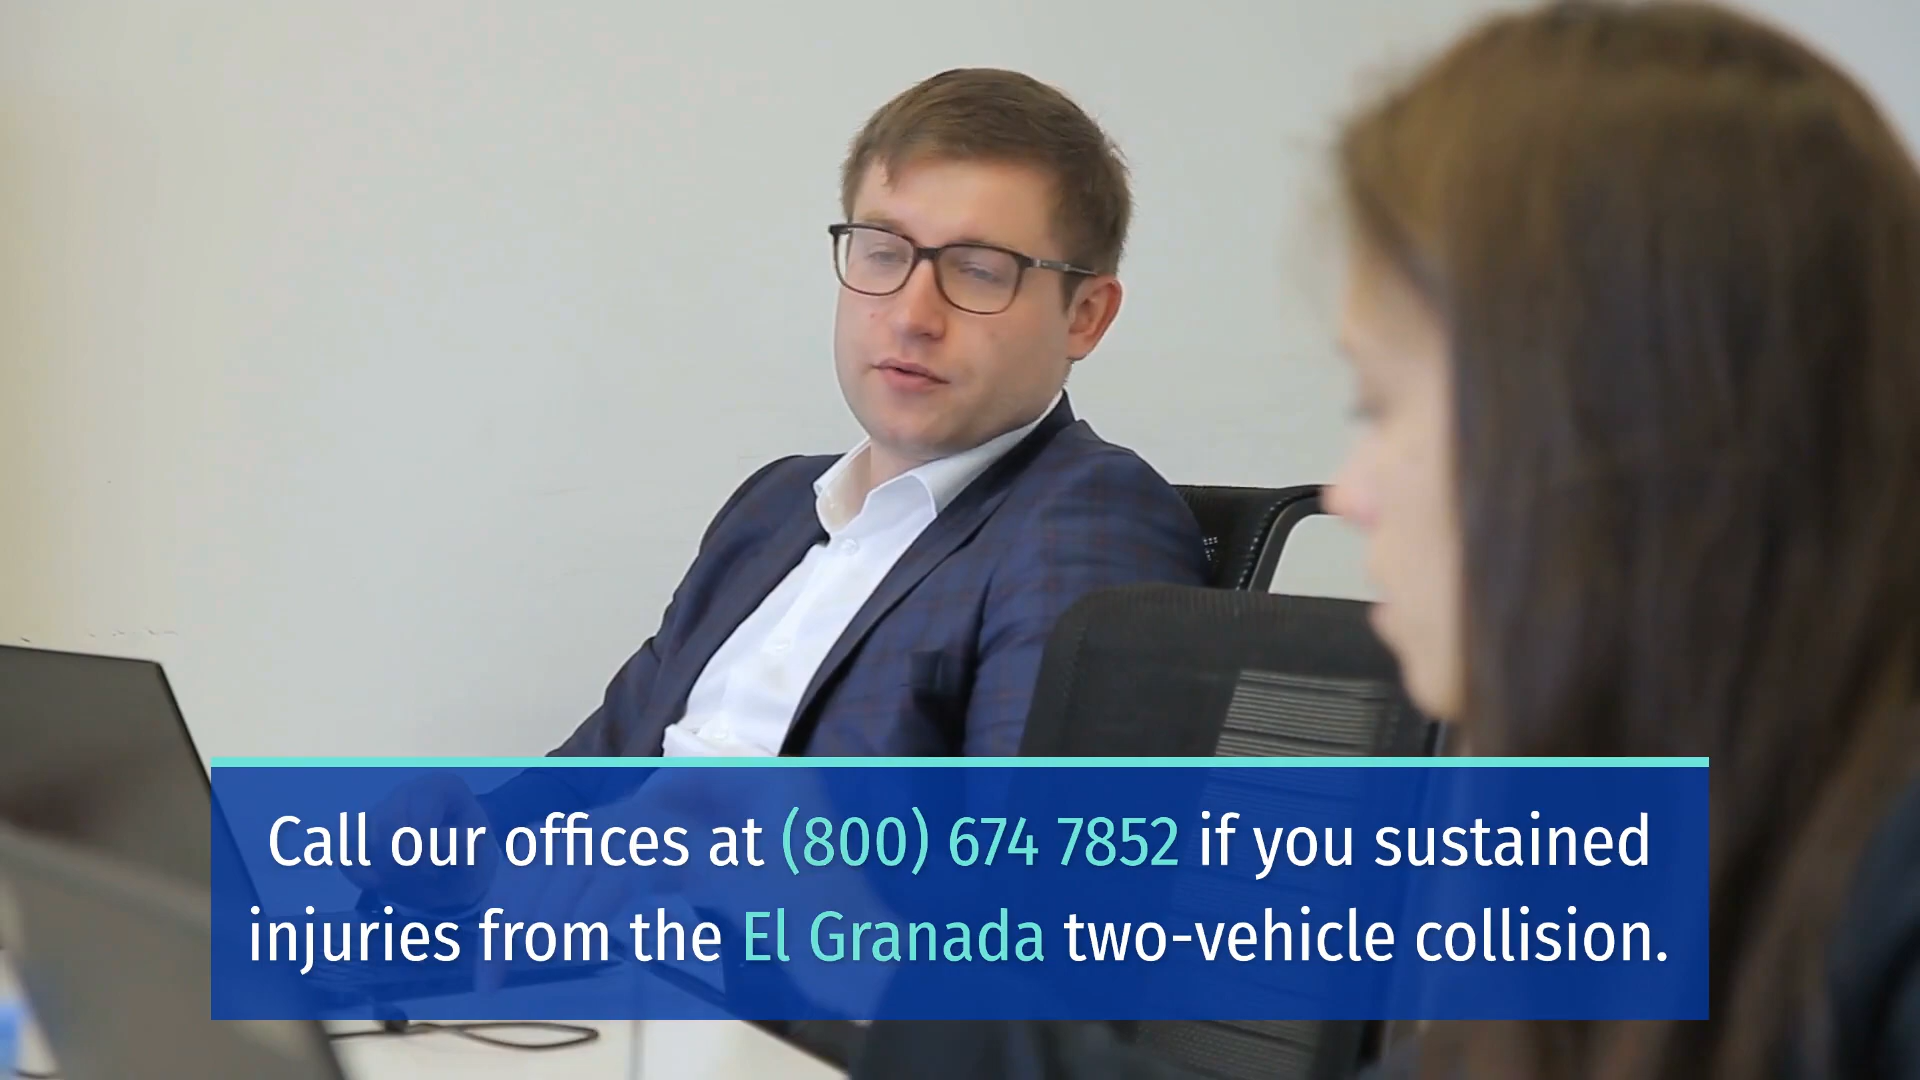 Call our offices at (800) 674 7852 if you sustained
injuries from the El Granada two-vehicle collision.